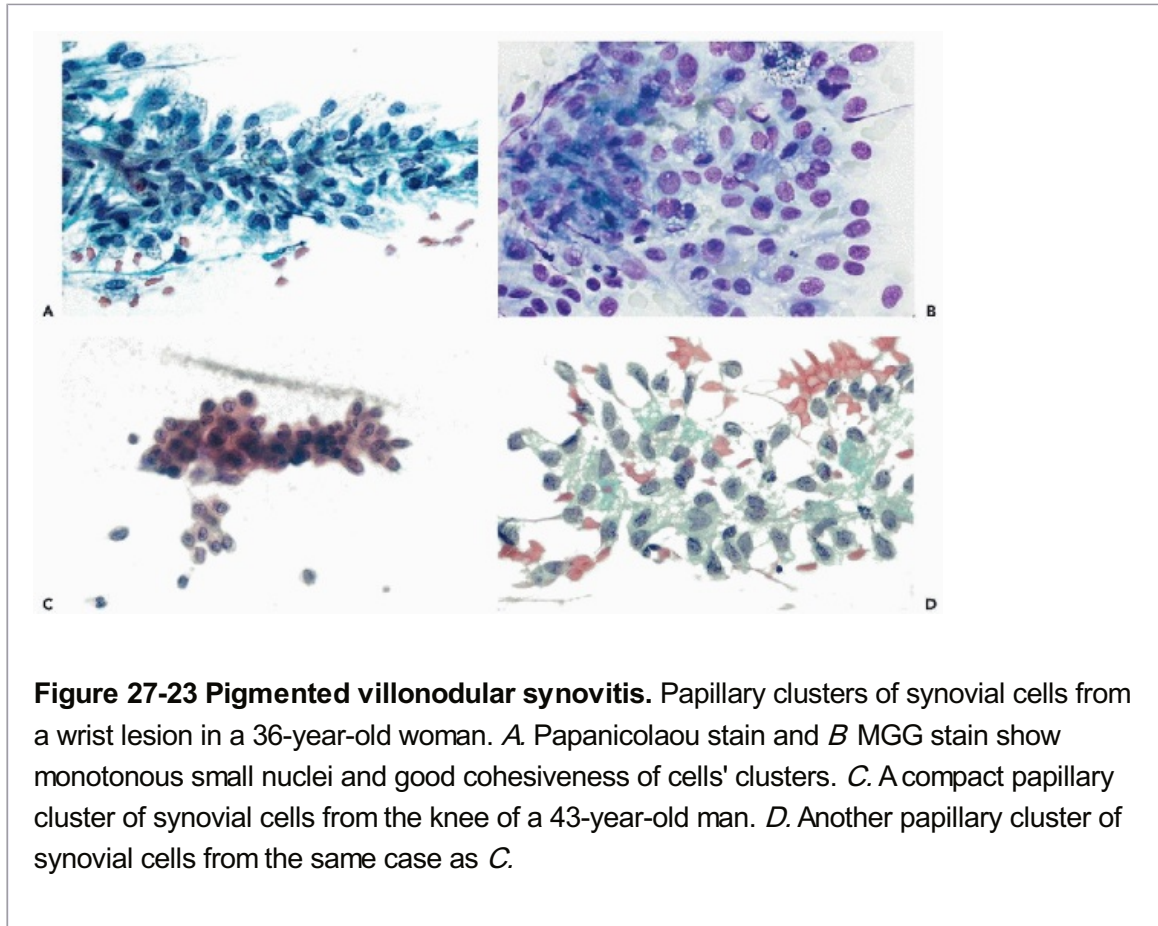 A
B
C
D
Figure 27-23 Pigmented villonodular synovitis. Papillary clusters of synovial cells from
a wrist lesion in a 36-year-old woman. A. Papanicolaou stain and B MGG stain show
monotonous small nuclei and good cohesiveness of cells' clusters. C. A compact papillary
cluster of synovial cells from the knee of a 43-year-old man. D. Another papillary cluster of
synovial cells from the same case as C.